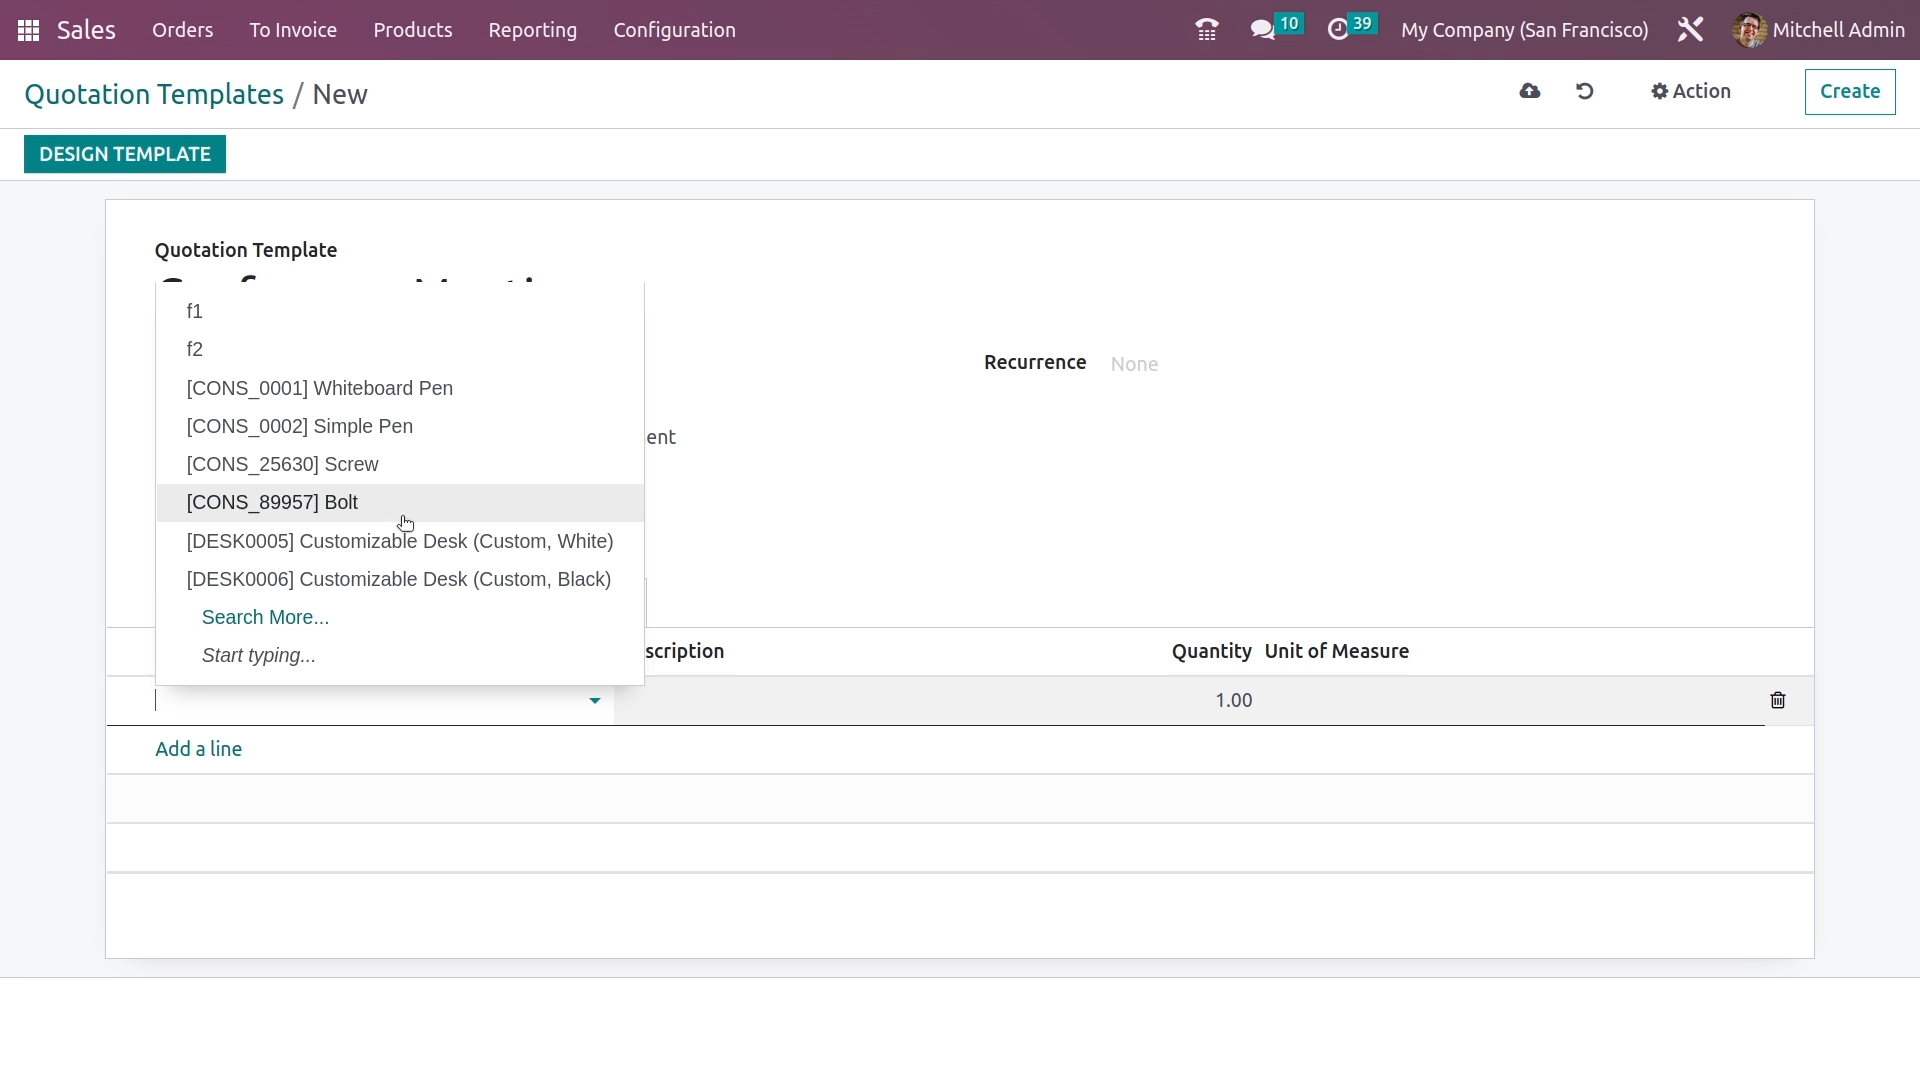 Sales Orders To Invoice Products Reporting Configuration 10 39 My Company (San Francisco) Mitchell Admin
Quotation Templates / New Action Create
DESIGN TEMPLATE
Quotation Template
f1
f2
Recurrence None
[CONS_0001] Whiteboard Pen
[CONS_0002] Simple Pen
ent
[CONS_25630] Screw
[CONS_89957] Bolt
[DESK0005] Customizable Desk (Custom, White)
[DESK0006] Customizable Desk (Custom, Black)
Search More...
Start typing...
scription Quantity Unit of Measure
1.00
Add a line